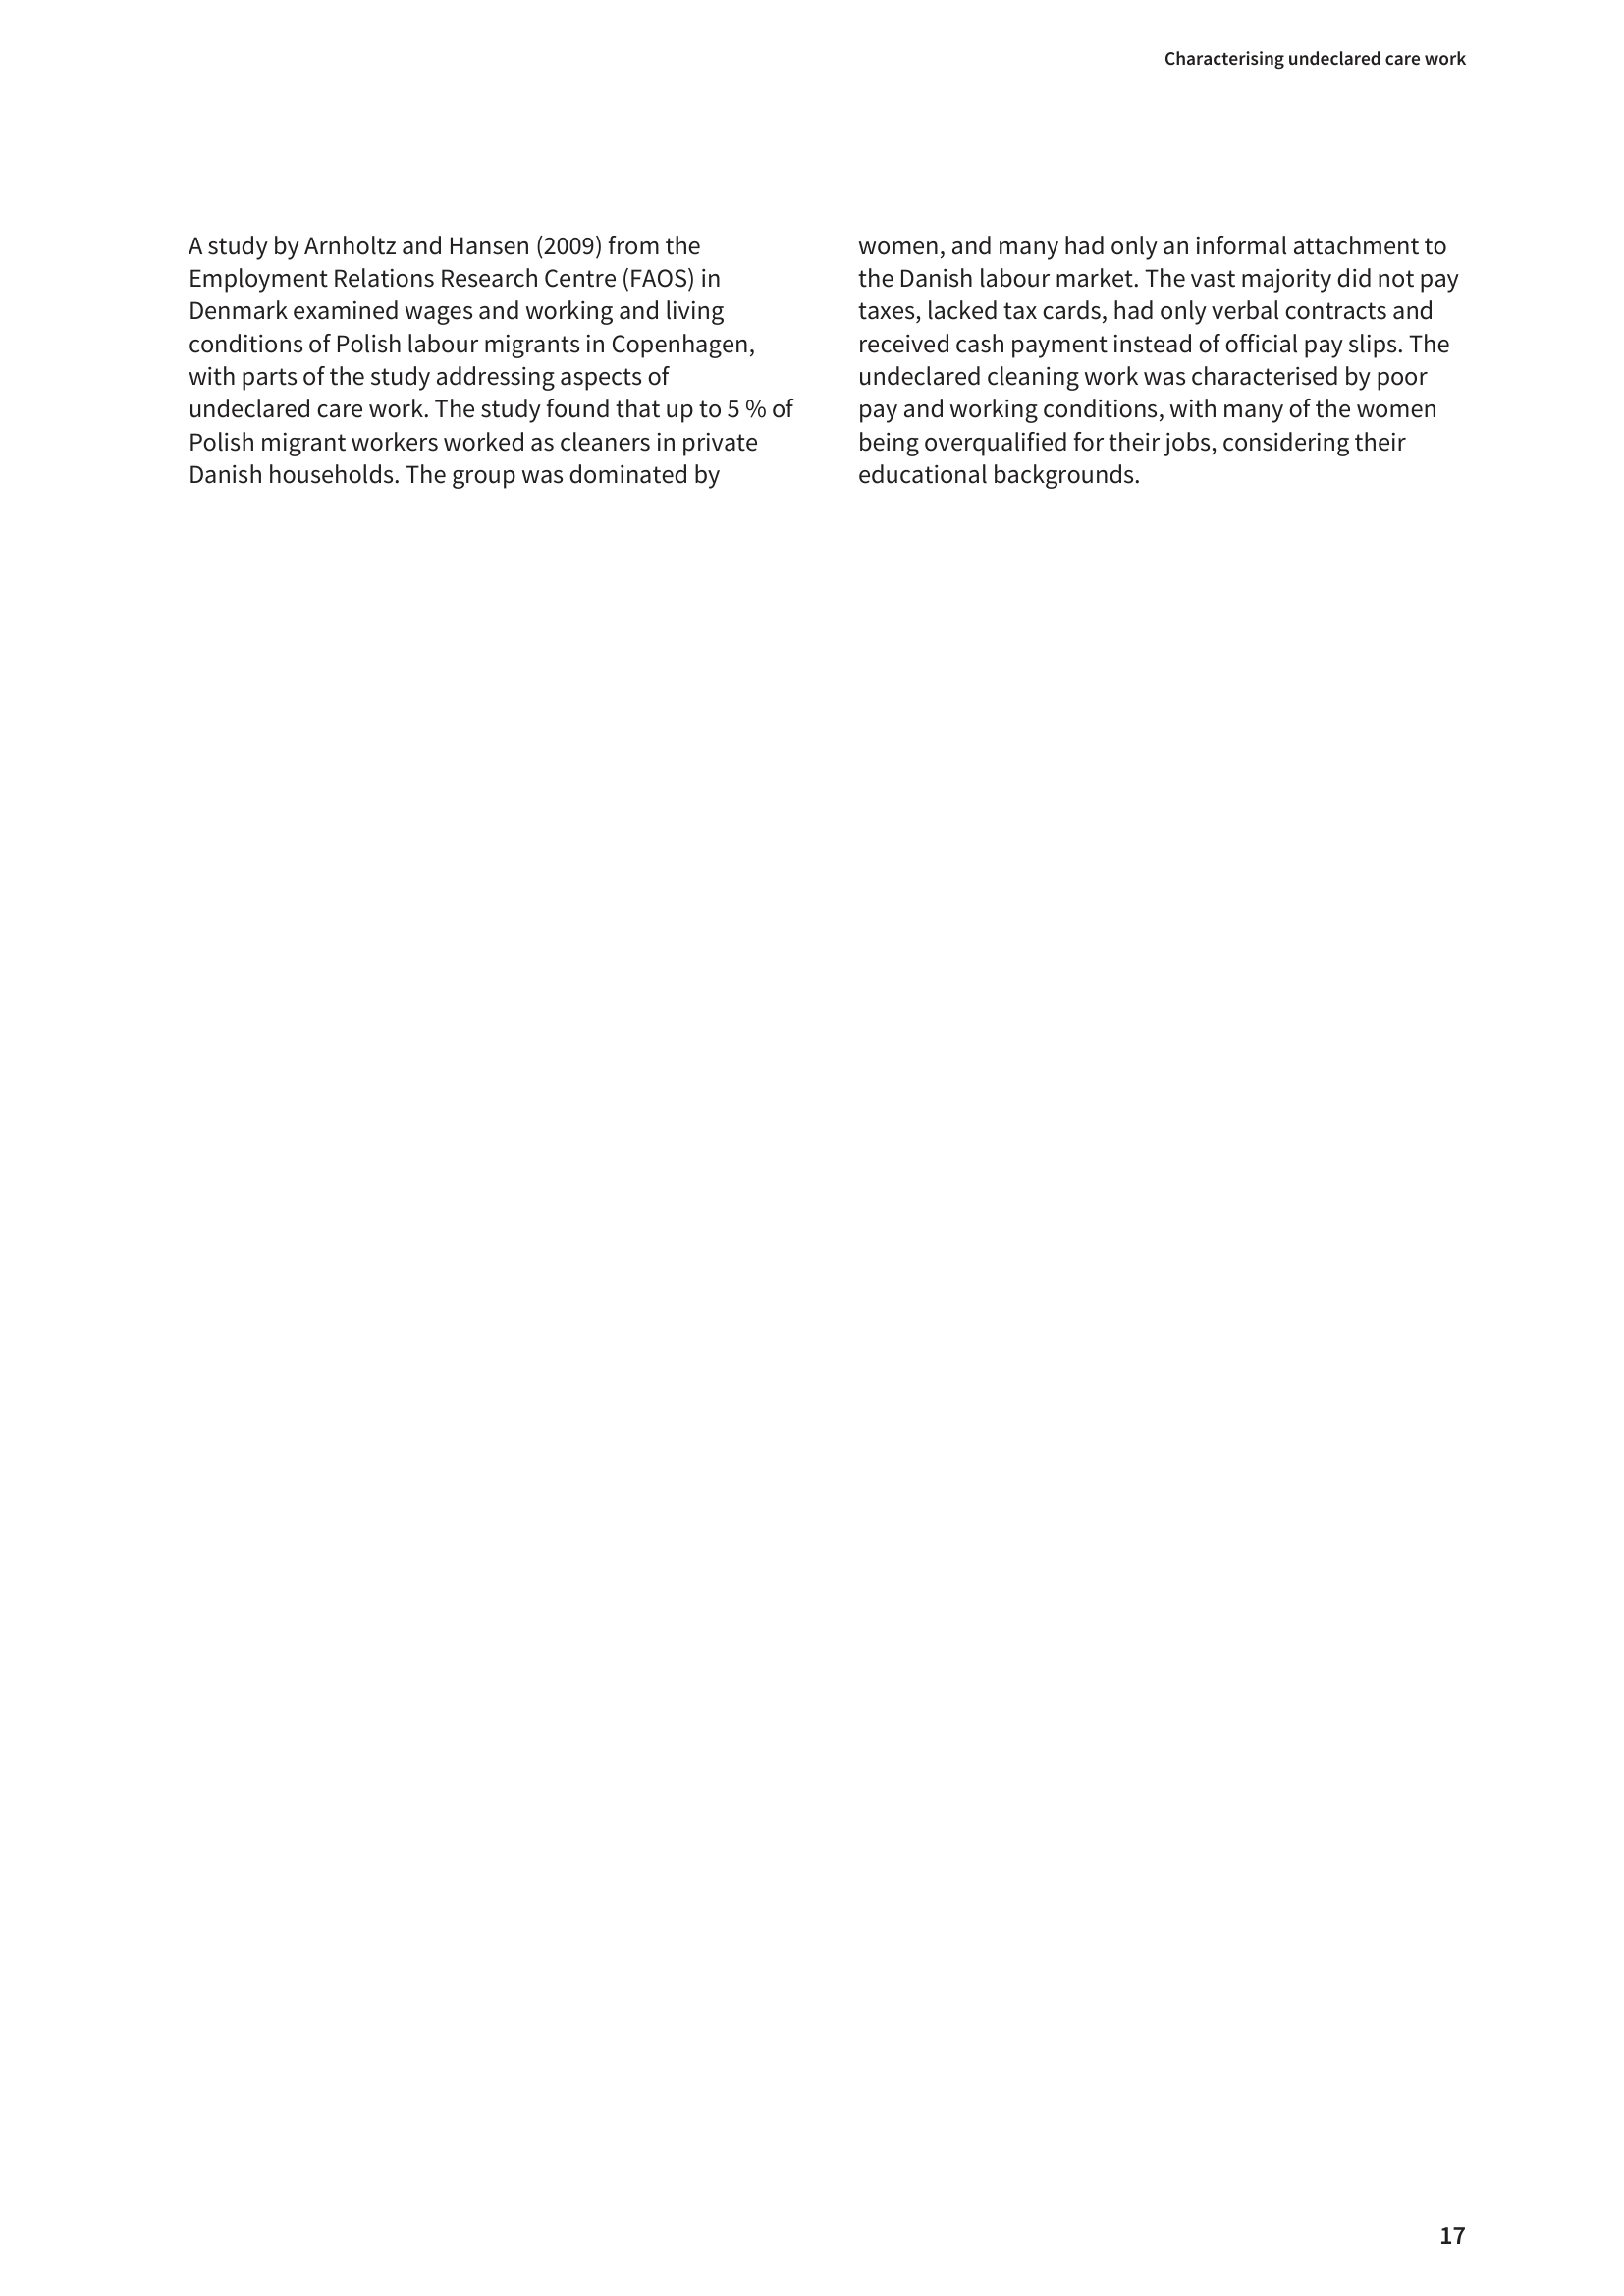 Characterising undeclared care work
A study by Arnholtz and Hansen (2009) from the
Employment Relations Research Centre (FAOS) in
Denmark examined wages and working and living
conditions of Polish labour migrants in Copenhagen,
with parts of the study addressing aspects of
undeclared care work. The study found that up to 5 % of
Polish migrant workers worked as cleaners in private
Danish households. The group was dominated by
women, and many had only an informal attachment to
the Danish labour market. The vast majority did not pay
taxes, lacked tax cards, had only verbal contracts and
received cash payment instead of official pay slips. The
undeclared cleaning work was characterised by poor
pay and working conditions, with many of the women
being overqualified for their jobs, considering their
educational backgrounds.
17